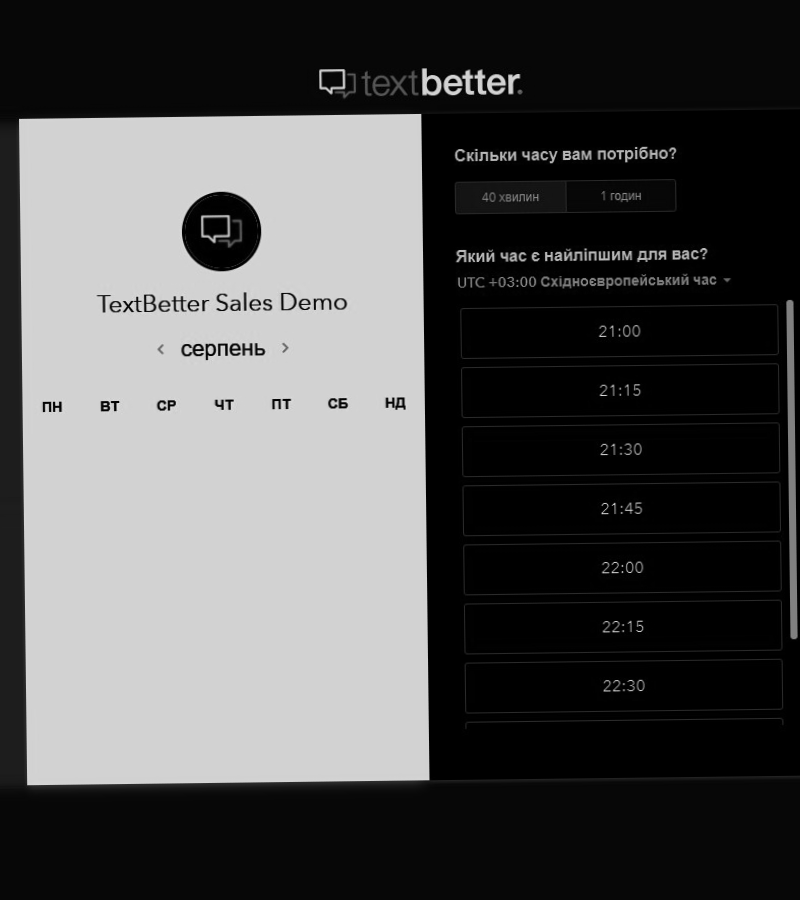 textbetter.
TextBetter Sales Demo
серпень
ПН ВТ СР ЧТ ПТ СБ НД
Скільки часу вам потрібно?
40 хвилин 1 годин
Який час є найліпшим для вас?
UTC +03:00 Східноєвропейський час
21:00
21:15
21:30
21:45
22:00
22:15
22:30